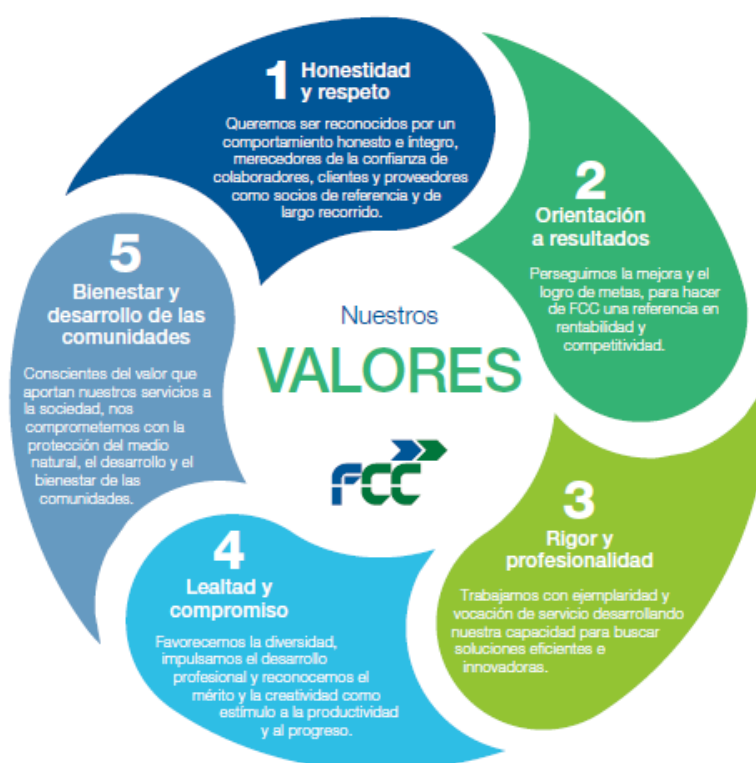 Nuestros
VALORES
FCC
1 Honestidad
y respeto
Queremos ser reconocidos por un
comportamiento honesto e íntegro,
merecedores de la confianza de
colaboradores, clientes y proveedores
como socios de referencia y de
largo recorrido.
2
Orientación
a resultados
Perseguimos la mejora y el
logro de metas, para hacer
de FCC una referencia en
rentabilidad y
competitividad.
3
Rigor y
profesionalidad
Trabajamos con ejemplaridad y
vocación de servicio desarrollando
nuestra capacidad para buscar
soluciones eficientes e
innovadoras.
4
Lealtad y
compromiso
Favorecemos la diversidad,
impulsamos el desarrollo
profesional y reconocemos el
mérito y la creatividad como
estímulo a la productividad
y al progreso.
5
Bienestar y
desarrollo de las
comunidades
Conscientes del valor que
aportan nuestros servicios a
la sociedad, nos
comprometemos con la
protección del medio
natural, el desarrollo y el
bienestar de las
comunidades.